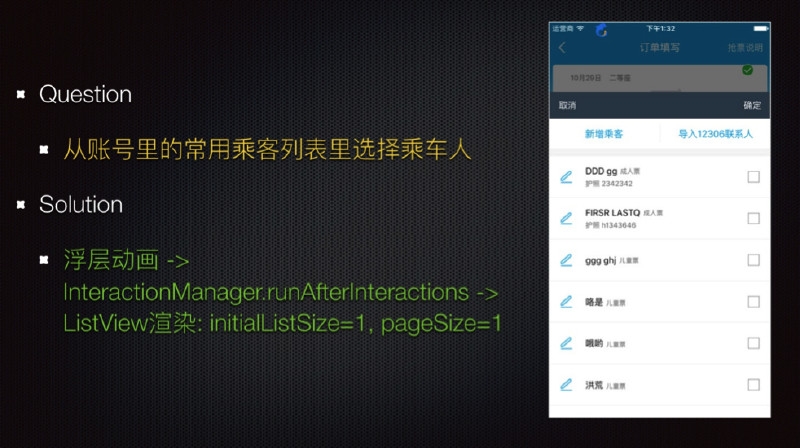 Question
从账号里的常用乘客列表里选择乘车人
Solution
浮层动画 ->
InteractionManager.runAfterInteractions ->
ListView渲染: initialListSize=1, pageSize=1
运营商 下午1:32
订单填写 抢票说明
10月28日 二等座
取消 确定
新增乘客 导入12306联系人
DDD gg 成人票
护照 2342342
FIRSR LASTQ 成人票
护照 h1343646
ggg ghj 儿童票
咯是 儿童票
哦哟 儿童票
洪荒 儿童票